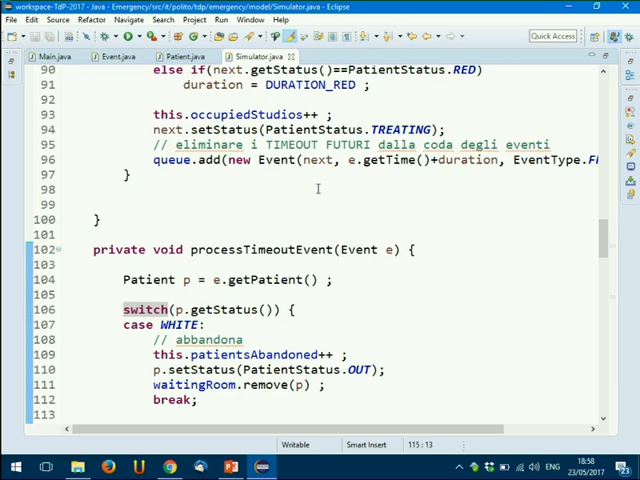 workspace-TdP-2017 - Java - Emergency/src/it/polito/tdp/emergency/model/Simulator.java - Eclipse
File Edit Source Refactor Navigate Search Project Run Window Help
Quick Access
Main.java Event.java Patient.java Simulator.java
90 else if(next.getStatus()==PatientStatus.RED)
91 duration = DURATION_RED ;
92
93 this.occupiedStudios++ ;
94 next.setStatus(PatientStatus.TREATING);
95 // eliminare i TIMEOUT FUTURI dalla coda degli eventi
96 queue.add(new Event(next, e.getTime()+duration, EventType.F
97 }
98
99
100 }
101
102 private void processTimeoutEvent(Event e) {
103
104 Patient p = e.getPatient() ;
105
106 switch(p.getStatus()) {
107 case WHITE:
108 // abbandona
109 this.patientsAbandoned++ ;
110 p.setStatus(PatientStatus.OUT);
111 waitingRoom.remove(p) ;
112 break;
113
Writable Smart Insert 115 : 13
ENG 18:58
23/05/2017 23